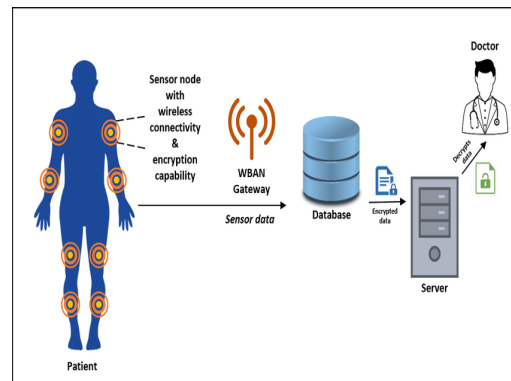 Doctor
Sensor node
with
wireless
connectivity
&
encryption
capability
WBAN
Gateway
Decrypts
data
Sensor data
Database
Encrypted
data
Server
Patient